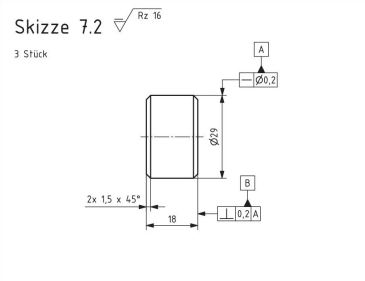 Skizze 7.2
Rz 16
3 Stück
A
Ø0,2
Ø29
B
2x 1,5 x 45°
0,2 A
18